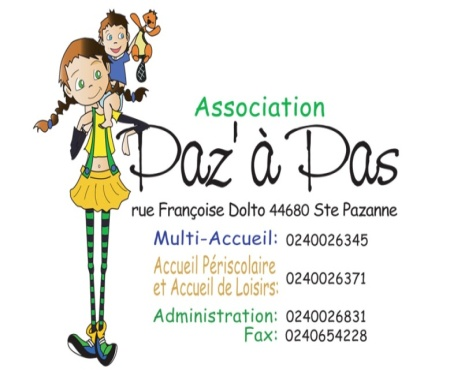 Association
Paz'à Pas
rue Françoise Dolto 44680 Ste Pazanne
Multi-Accueil: 0240026345
Accueil Périscolaire
et Accueil de Loisirs: 0240026371
Administration: 0240026831
Fax: 0240654228